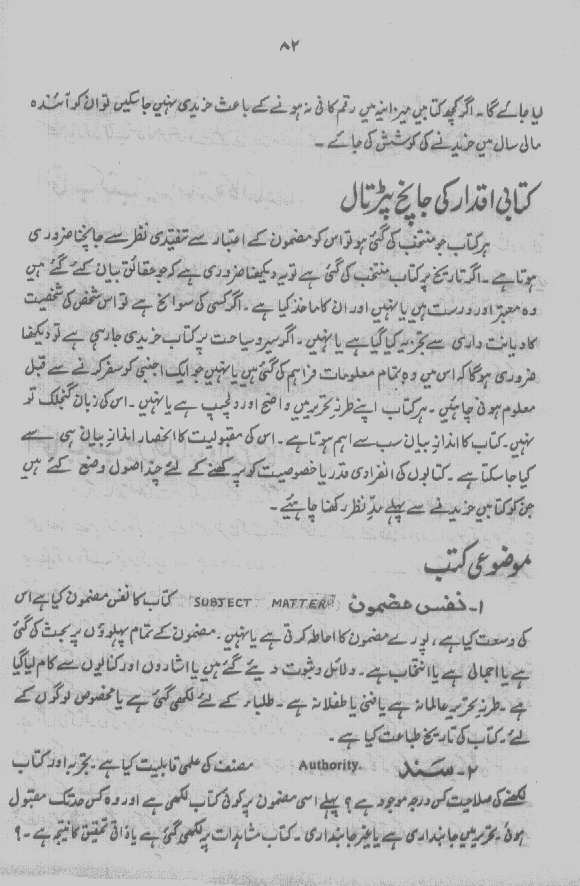 ۸۲
لیا جائے گا۔ اگر کچھ کتابیں میزانیہ میں رقم کافی نہ ہونے کے باعث خریدی نہیں جاسکیں تو ان کو آئندہ
مالی سال میں خریدنے کی کوشش کی جائے۔
کتابی اقدار کی جانچ پڑتال
ہر کتاب جو منتخب کی گئی ہو تو اس کو مضمون کے اعتبار سے تنقیدی نظر سے جانچنا ضروری
ہوتا ہے۔ اگر تاریخ پر کتاب منتخب کی گئی ہے تو یہ دیکھنا ضروری ہے کہ جو حقائق بیان کئے گئے ہیں
وہ معتبر اور درست ہیں یا نہیں اور ان کا ماخذ کیا ہے۔ اگر کسی کی سوانح ہے تو اس شخص کی شخصیت
کا دیانت داری سے تجزیہ کیا گیا ہے یا نہیں۔ اگر سیر و سیاحت پر کتاب خریدی جا رہی ہے تو دیکھنا
ضروری ہوگا کہ اس میں وہ تمام معلومات فراہم کی گئی ہیں یا نہیں جو ایک اجنبی کو سفر کرنے سے قبل
معلوم ہونی چاہئیں۔ ہر کتاب اپنے طرز تحریر میں واضح اور دلچسپ ہے یا نہیں۔ اس کی زبان گنجلک تو
نہیں۔ کتاب کا انداز بیان سب سے اہم ہوتا ہے۔ اس کی مقبولیت کا انحصار انداز بیان ہی سے
کیا جا سکتا ہے۔ کتابوں کی انفرادی قدر یا خصوصیت کو پرکھنے کے لئے چند اصول وضع کئے ہیں
جن کو کتابیں خریدنے سے پہلے مدِّ نظر رکھنا چاہئیے۔
موضوعی کتب
۱۔ نفس مضمون (SUBJECT MATTER) کتاب کا نفس مضمون کیا ہے اس
کی وسعت کیا ہے، پورے مضمون کا احاطہ کرتی ہے یا نہیں۔ مضمون کے تمام پہلوؤں پر بحث کی گئی
ہے یا اجمالی ہے یا انتخاب ہے۔ دلائل و ثبوت دیئے گئے ہیں یا اشاروں اور کنایوں سے کام لیا گیا
ہے۔ طرزِ تحریر عالمانہ ہے یا فنی یا طفلانہ ہے۔ طلباء کے لئے لکھی گئی ہے یا مخصوص لوگوں کے
لئے۔ کتاب کی تاریخ طباعت کیا ہے۔
۲۔ سَند Authority. مصنف کی علمی قابلیت کیا ہے۔ تجربہ اور کتاب
لکھنے کی صلاحیت کس درجہ موجود ہے؟ پہلے اسی مضمون پر کوئی کتاب لکھی ہے اور وہ کس حد تک مقبول
ہوئی۔ تحریر میں جانبداری ہے یا غیر جانبداری۔ کتاب مشاہدات پر لکھی گئی ہے یا ذاتی تحقیق کا نتیجہ ہے۔؟